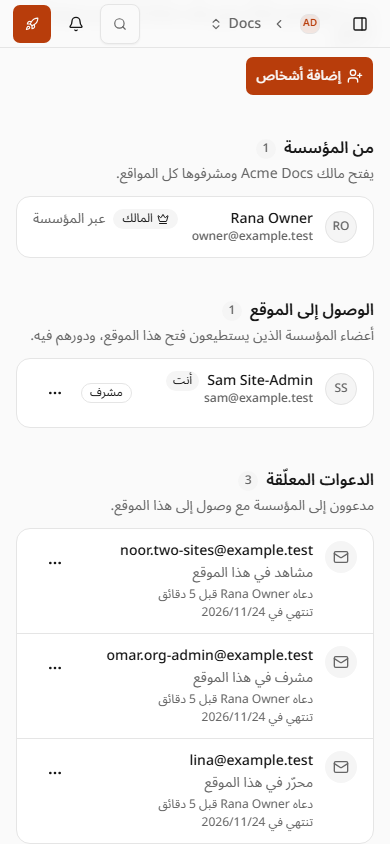 AD
Docs
إضافة أشخاص
من المؤسسة 1
يفتح مالك Acme Docs ومشرفوها كل المواقع.
RO
Rana Owner
المالك
عبر المؤسسة
owner@example.test
الوصول إلى الموقع 1
أعضاء المؤسسة الذين يستطيعون فتح هذا الموقع، ودورهم فيه.
SS
Sam Site-Admin
أنت
مشرف
sam@example.test
الدعوات المعلّقة 3
مدعوون إلى المؤسسة مع وصول إلى هذا الموقع.
noor.two-sites@example.test
مشاهد في هذا الموقع
دعاه Rana Owner قبل 5 دقائق
تنتهي في 2026/11/24
omar.org-admin@example.test
مشرف في هذا الموقع
دعاه Rana Owner قبل 5 دقائق
تنتهي في 2026/11/24
lina@example.test
محرّر في هذا الموقع
دعاه Rana Owner قبل 5 دقائق
تنتهي في 2026/11/24